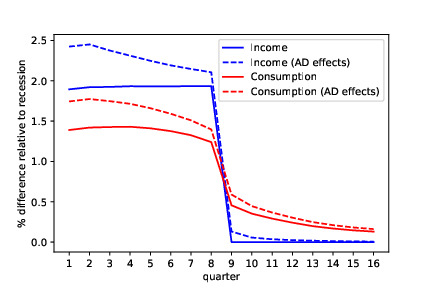 2.5
2.0
1.5
1.0
0.5
0.0
% difference relative to recession
Income
Income (AD effects)
Consumption
Consumption (AD effects)
1 2 3 4 5 6 7 8 9 10 11 12 13 14 15 16
quarter